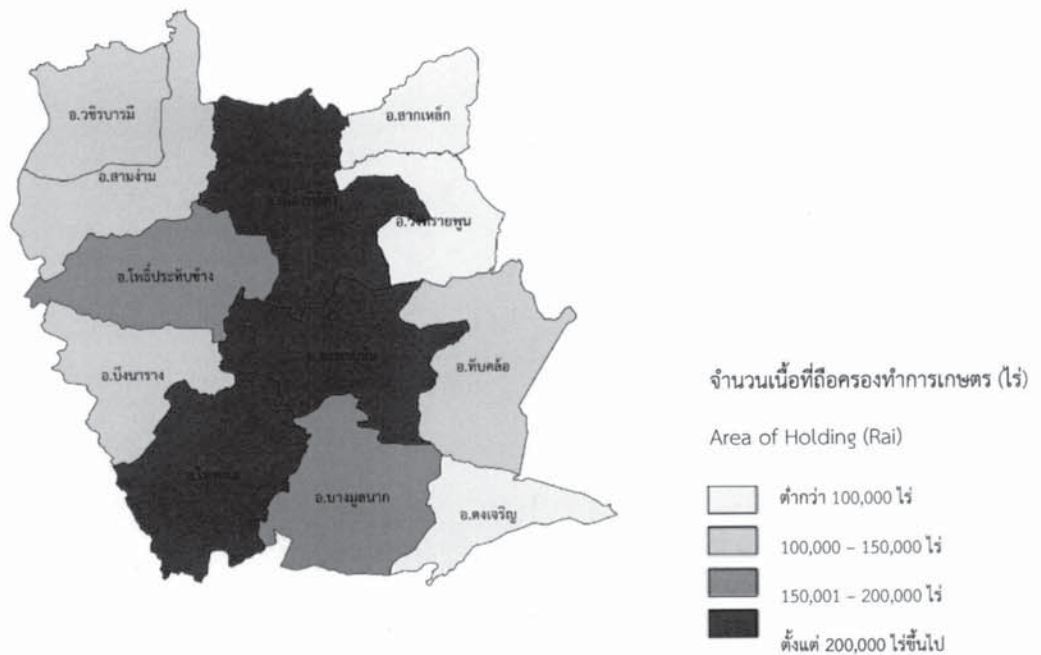 อ.วชิรบารมี
อ.สากเหล็ก
อ.สามง่าม
อ.โพธิ์ประทับช้าง
อ.บึงนาราง
อ.ทับคล้อ
อ.บางมูลนาก
อ.ดงเจริญ
จำนวนเนื้อที่ถือครองทำการเกษตร (ไร่)
Area of Holding (Rai)
ต่ำกว่า 100,000 ไร่
100,000 – 150,000 ไร่
150,001 – 200,000 ไร่
ตั้งแต่ 200,000 ไร่ขึ้นไป